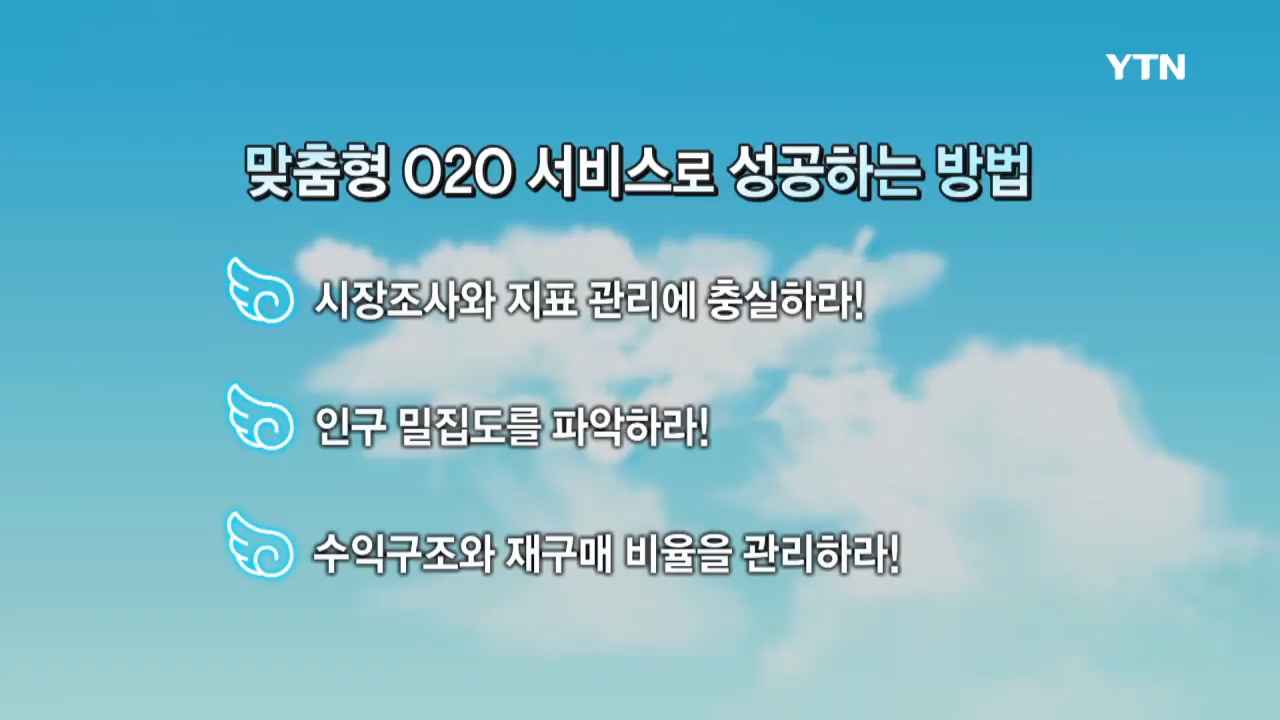 YTN
맞춤형 O2O 서비스로 성공하는 방법
시장조사와 지표 관리에 충실하라!
인구 밀집도를 파악하라!
수익구조와 재구매 비율을 관리하라!